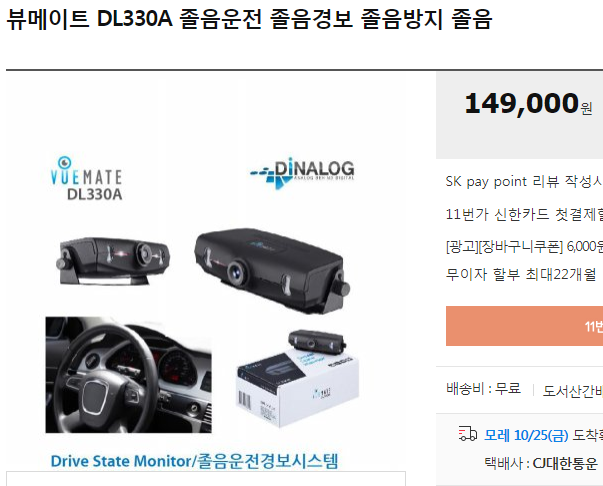 뷰메이트 DL330A 졸음운전 졸음경보 졸음방지 졸음
149,000원
VUEMATE
DL330A
DiNALOG
SK pay point 리뷰 작성시
11번가 신한카드 첫결제할
[광고][장바구니쿠폰] 6,000원
무이자 할부 최대22개월
11번
배송비 : 무료
도서산간배
모레 10/25(금) 도착확
택배사 : CJ대한통운
Drive State Monitor/졸음운전경보시스템